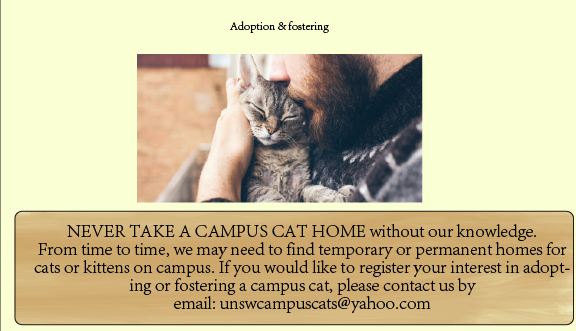 Adoption & fostering
NEVER TAKE A CAMPUS CAT HOME without our knowledge.
From time to time, we may need to find temporary or permanent homes for
cats or kittens on campus. If you would like to register your interest in adopt-
ing or fostering a campus cat, please contact us by
email: unswcampuscats@yahoo.com